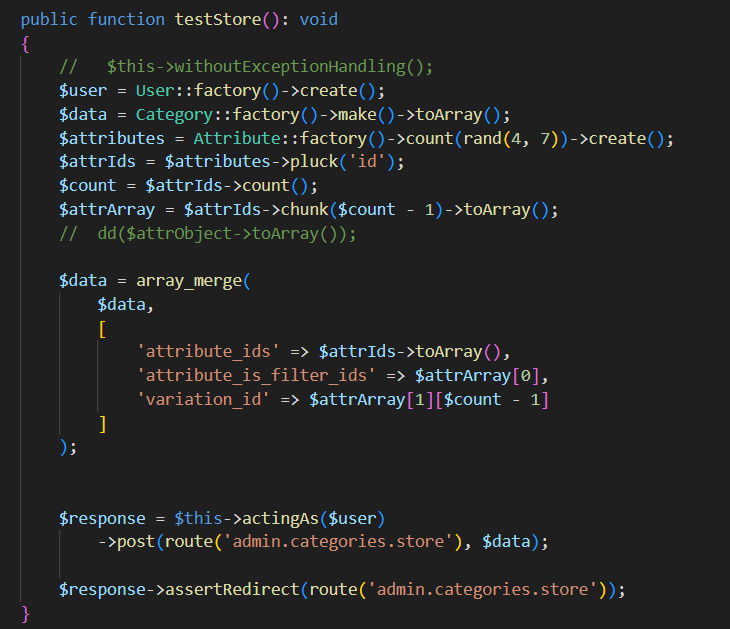 public function testStore(): void
{
    //   $this->withoutExceptionHandling();
    $user = User::factory()->create();
    $data = Category::factory()->make()->toArray();
    $attributes = Attribute::factory()->count(rand(4, 7))->create();
    $attrIds = $attributes->pluck('id');
    $count = $attrIds->count();
    $attrArray = $attrIds->chunk($count - 1)->toArray();
    //  dd($attrObject->toArray());

    $data = array_merge(
        $data,
        [
            'attribute_ids' => $attrIds->toArray(),
            'attribute_is_filter_ids' => $attrArray[0],
            'variation_id' => $attrArray[1][$count - 1]
        ]
    );


    $response = $this->actingAs($user)
        ->post(route('admin.categories.store'), $data);

    $response->assertRedirect(route('admin.categories.store'));
}